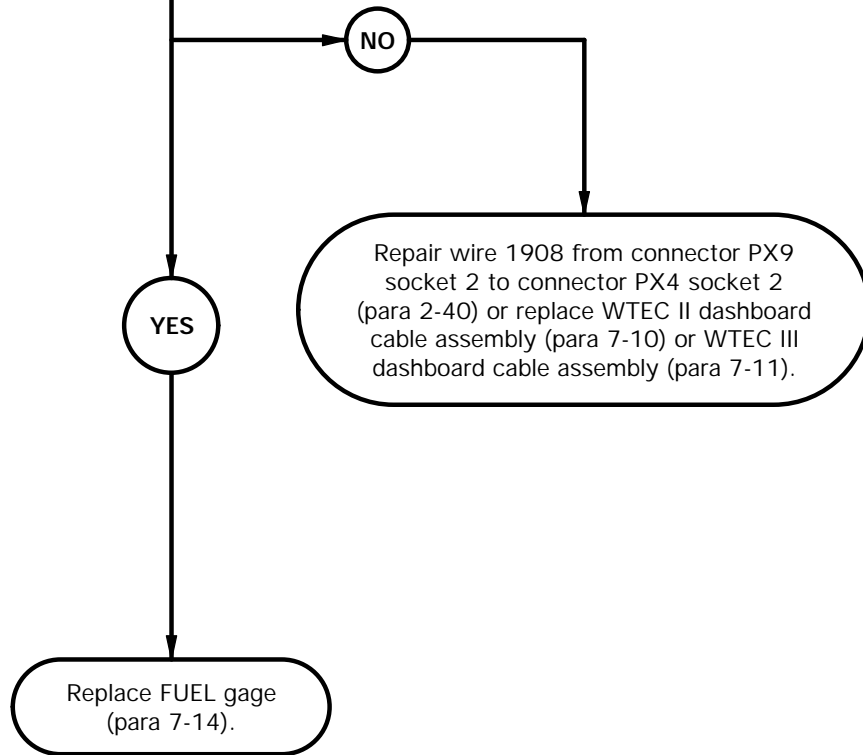 NO
Repair wire 1908 from connector PX9
socket 2 to connector PX4 socket 2
(para 2-40) or replace WTEC II dashboard
cable assembly (para 7-10) or WTEC III
dashboard cable assembly (para 7-11).
YES
Replace FUEL gage
(para 7-14).